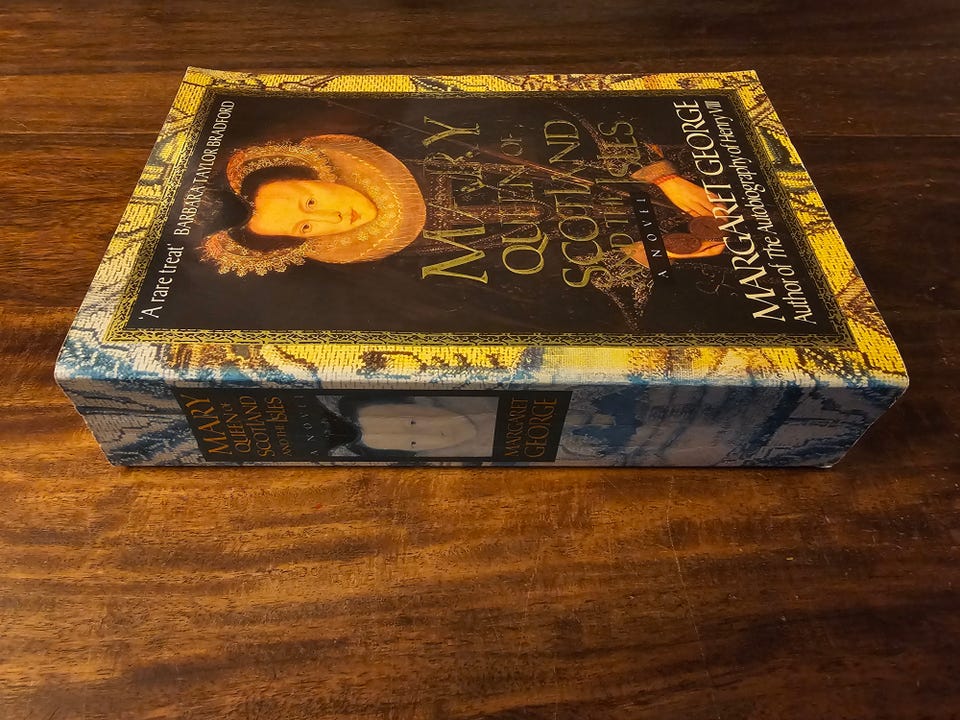 'A rare treat' BARBARA TAYLOR BRADFORD
MARY
QUEEN OF
SCOTLAND
AND THE ISLES
A NOVEL
MARGARET GEORGE
Author of The Autobiography of Henry VIII
MARY
QUEEN OF
SCOTLAND
AND THE ISLES
A NOVEL
MARGARET
GEORGE